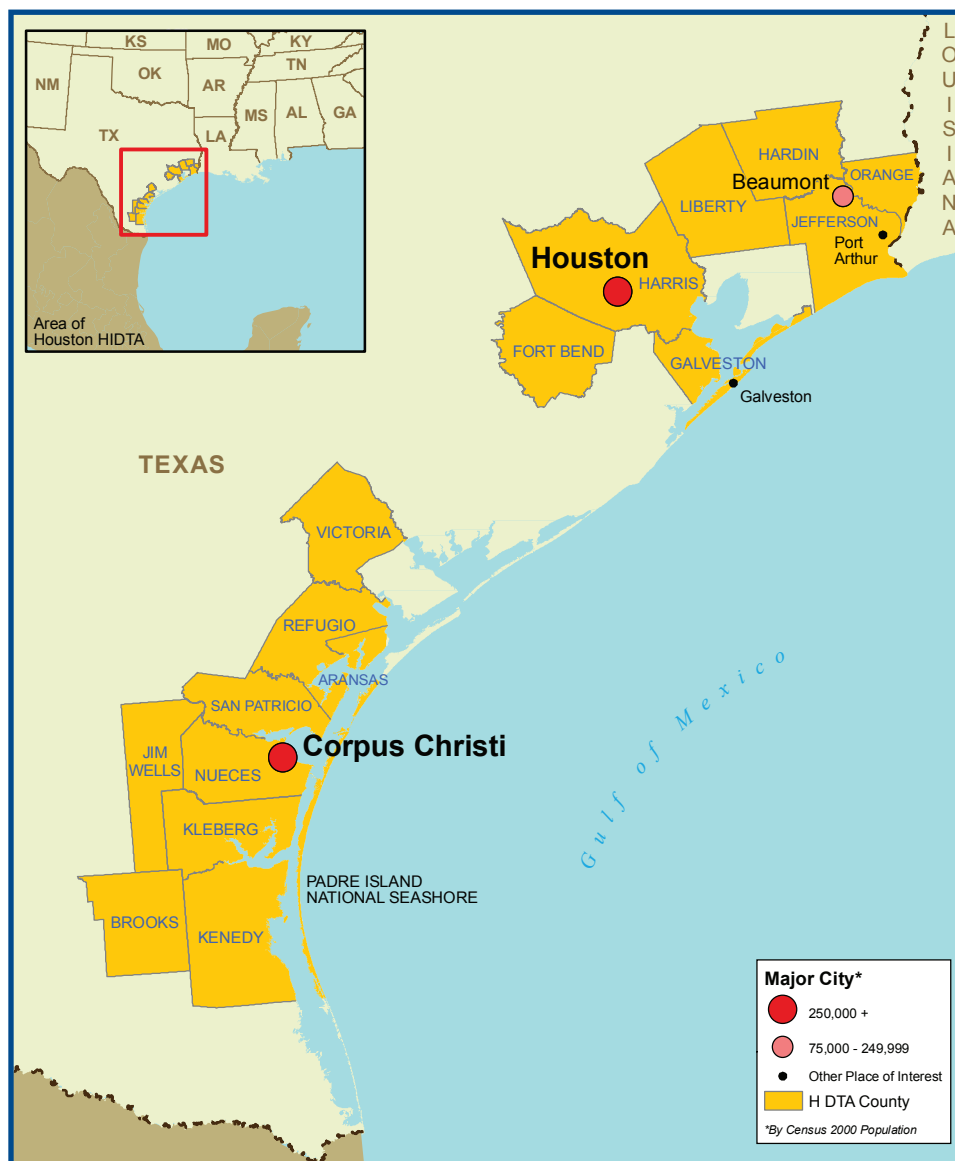 KS
MO
KY
TN
NM
OK
AR
MS
AL
GA
TX
LA
Area of
Houston HIDTA
LOUISIANA
HARDIN
ORANGE
Beaumont
LIBERTY
JEFFERSON
Port
Arthur
Houston
HARRIS
FORT BEND
GALVESTON
Galveston
TEXAS
VICTORIA
REFUGIO
ARANSAS
SAN PATRICIO
Corpus Christi
JIM
WELLS
NUECES
KLEBERG
Gulf of Mexico
PADRE ISLAND
NATIONAL SEASHORE
BROOKS
KENEDY
Major City*
250,000 +
75,000 - 249,999
Other Place of Interest
H DTA County
*By Census 2000 Population